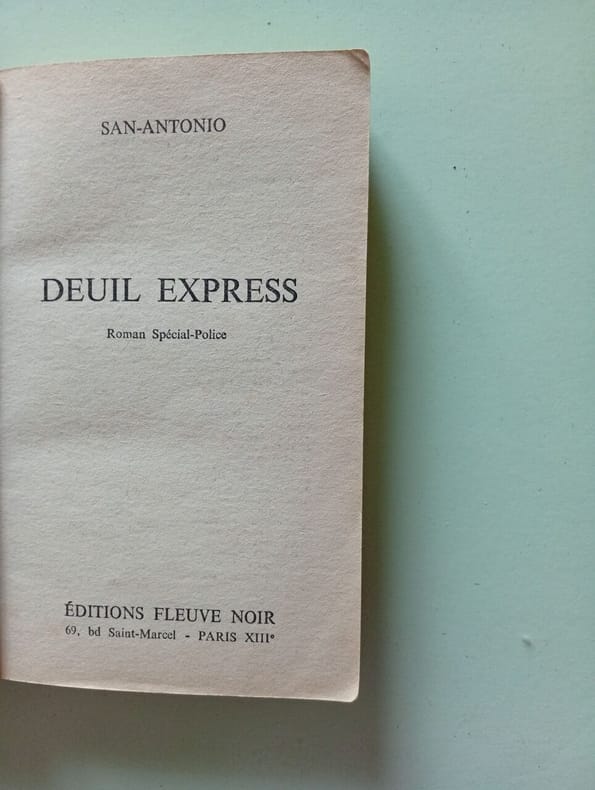 SAN-ANTONIO
DEUIL EXPRESS
Roman Spécial-Police
ÉDITIONS FLEUVE NOIR
69, bd Saint-Marcel - PARIS XIIIᵉ